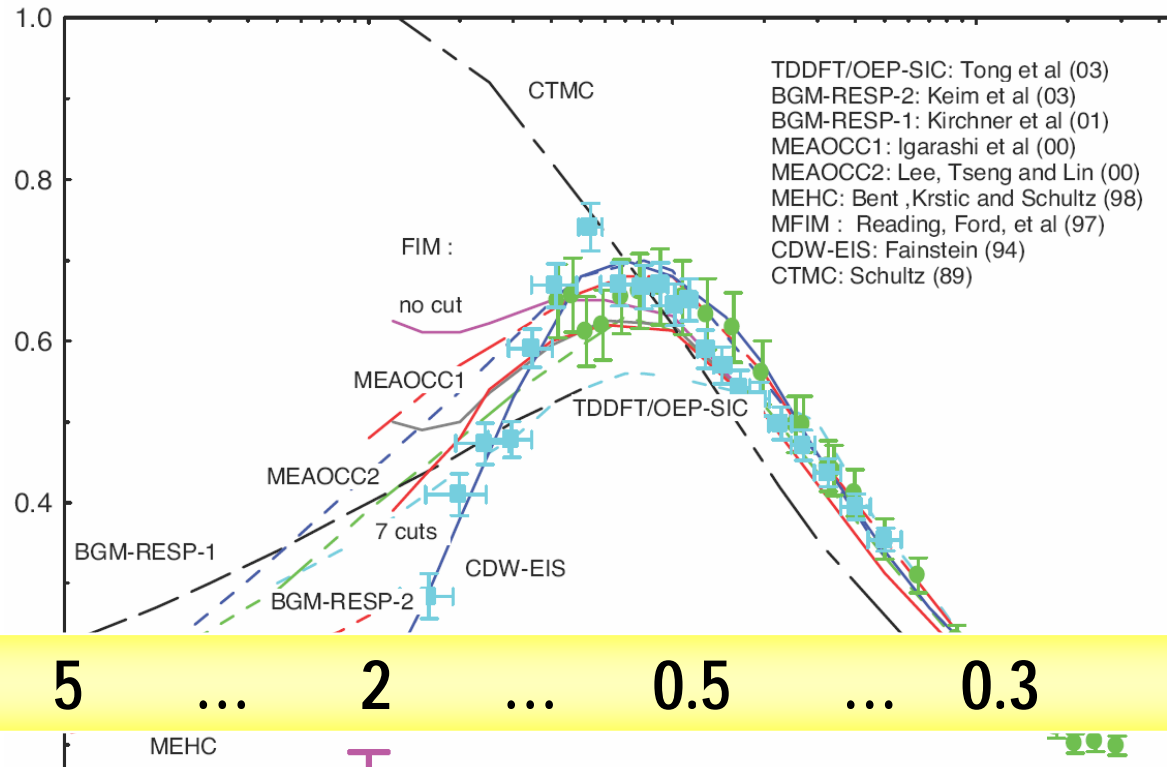 1.0
CTMC
TDDFT/OEP-SIC: Tong et al (03)
BGM-RESP-2: Keim et al (03)
BGM-RESP-1: Kirchner et al (01)
MEAOCC1: Igarashi et al (00)
MEAOCC2: Lee, Tseng and Lin (00)
MEHC: Bent ,Krstic and Schultz (98)
MFIM : Reading, Ford, et al (97)
CDW-EIS: Fainstein (94)
CTMC: Schultz (89)
0.8
FIM :
no cut
0.6
MEAOCC1
TDDFT/OEP-SIC
MEAOCC2
0.4
7 cuts
BGM-RESP-1
CDW-EIS
BGM-RESP-2
5 ... 2 ... 0.5 ... 0.3
MEHC